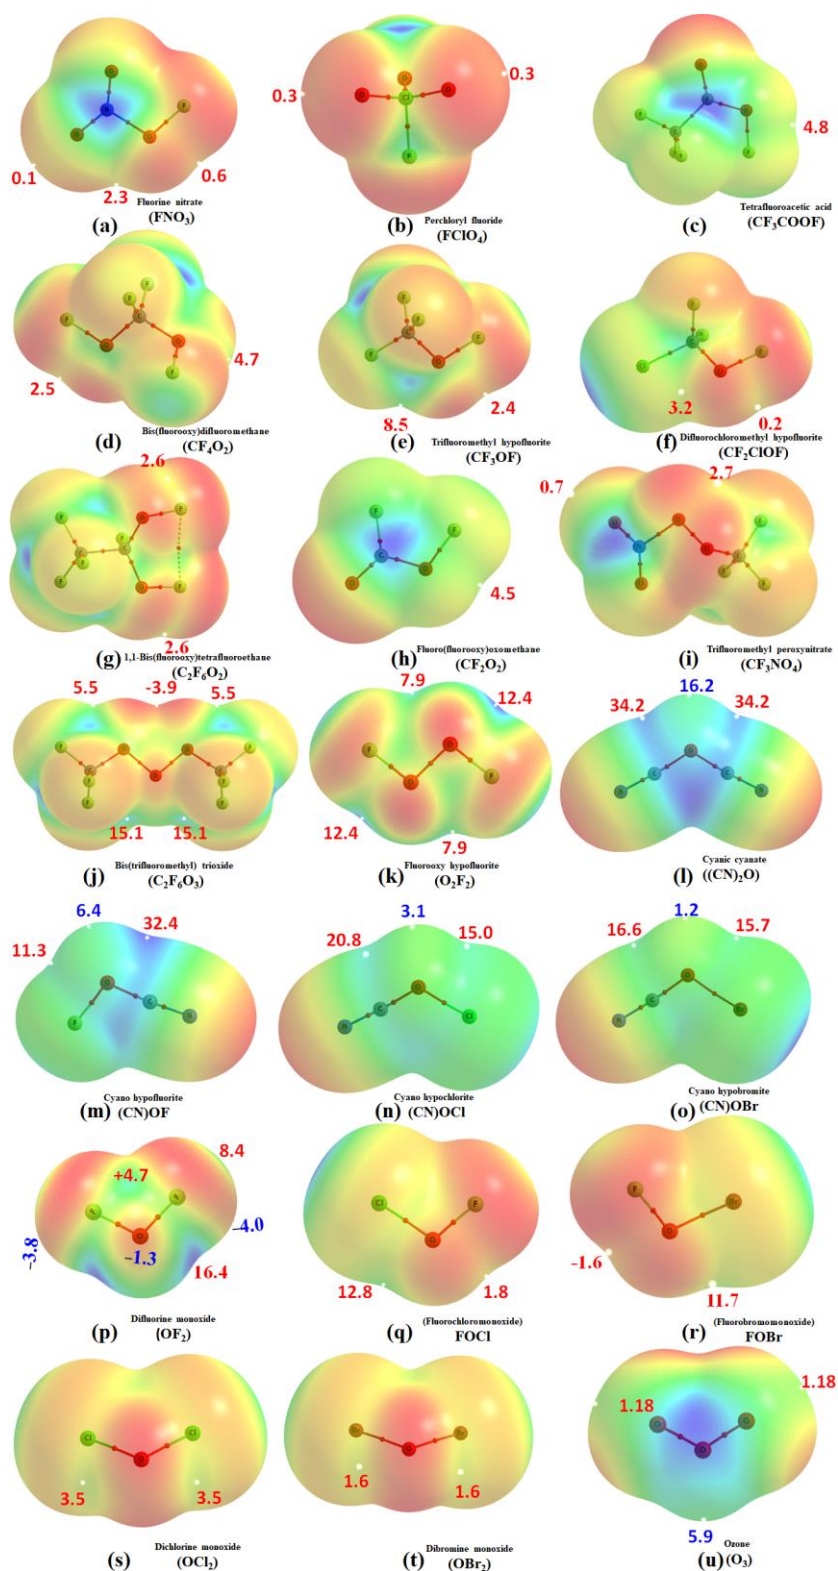 0.1
2.3
0.6
(a) Fluorine nitrate
(FNO₃)
0.3
0.3
(b) Perchloryl fluoride
(FClO₄)
4.8
(c) Tetrafluoroacetic acid
(CF₃COOF)
2.5
4.7
(d) Bis(fluorooxy)difluoromethane
(CF₄O₂)
8.5
2.4
(e) Trifluromethyl hypofluorite
(CF₃OF)
3.2
0.2
(f) Difluorochloromethyl hypofluorite
(CF₂ClOF)
2.6
2.6
(g) 1,1-Bis(fluorooxy)tetrafluoroethane
(C₂F₆O₂)
4.5
(h) Fluoro(fluorooxy)oxomethane
(CF₂O₂)
0.7
2.7
(i) Trifluromethyl peroxynitrate
(CF₃NO₄)
5.5 -3.9 5.5
15.1 15.1
(j) Bis(trifluoromethyl) trioxide
(C₂F₆O₃)
7.9
12.4
12.4
7.9
(k) Fluorooxy hypofluorite
(O₂F₂)
16.2
34.2 34.2
(l) Cyanic cyanate
((CN)₂O)
6.4
32.4
11.3
Cyano hypofluorite
(m) (CN)OF
3.1
20.8 15.0
Cyano hypochlorite
(n) (CN)OCl
1.2
16.6 15.7
Cyano hypobromite
(o) (CN)OBr
8.4
+4.7
−4.0
−3.8
−1.3
16.4
(p) Difluorine monoxide
(OF₂)
Cl F
O
12.8 1.8
(Fluorochloromonoxide)
(q) FOCl
F Br
O
-1.6
11.7
(Fluorobromomonoxide)
(r) FOBr
Cl Cl
3.5 3.5
(s) Dichlorine monoxide
(OCl₂)
Br Br
1.6 1.6
(t) Dibromine monoxide
(OBr₂)
1.18 1.18
5.9
(u) Ozone
(O₃)